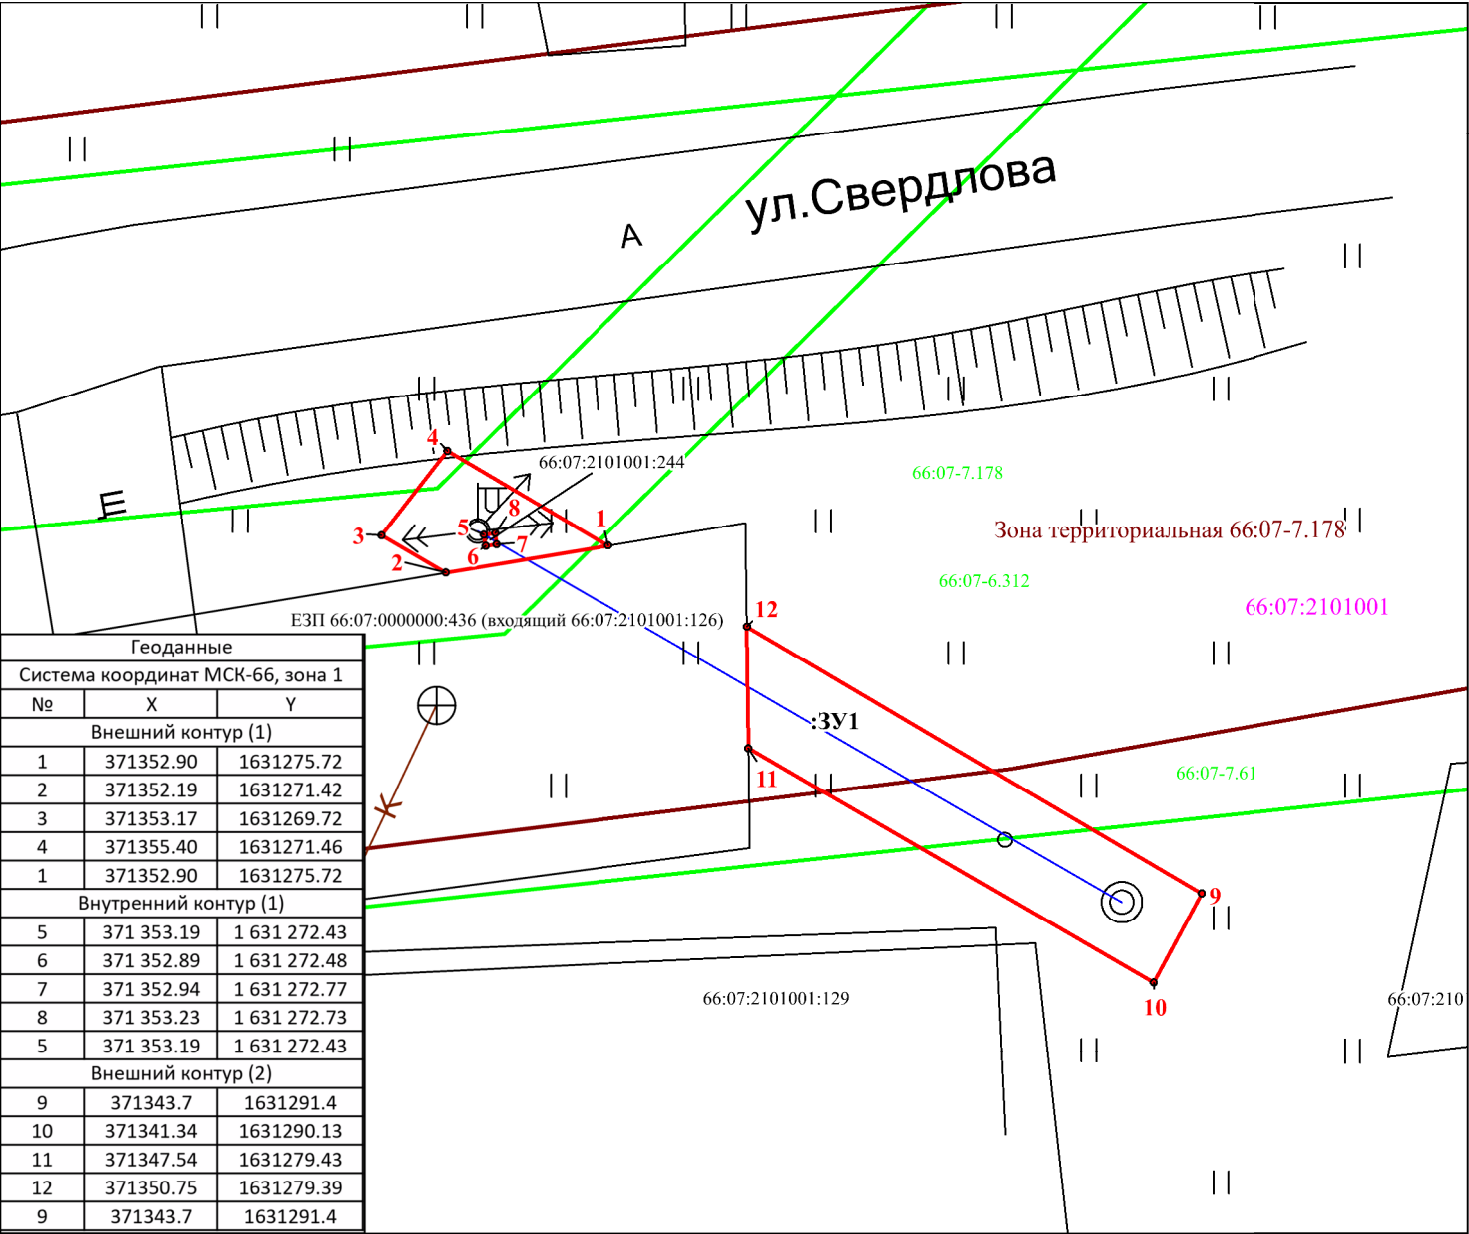 ул.Свердлова
А
4
66:07:2101001:244
66:07-7.178
Ц
8
Ш
5
1
3
7
Зона территориальная 66:07-7.178
6
2
66:07-6.312
12
66:07:2101001
ЕЗП 66:07:0000000:436 (входящий 66:07:2101001:126)
:ЗУ1
11
66:07-7.61
К
9
66:07:2101001:129
66:07:210
10
Геоданные
Система координат МСК-66, зона 1
№ X Y
Внешний контур (1)
1 371352.90 1631275.72
2 371352.19 1631271.42
3 371353.17 1631269.72
4 371355.40 1631271.46
1 371352.90 1631275.72
Внутренний контур (1)
5 371 353.19 1 631 272.43
6 371 352.89 1 631 272.48
7 371 352.94 1 631 272.77
8 371 353.23 1 631 272.73
5 371 353.19 1 631 272.43
Внешний контур (2)
9 371343.7 1631291.4
10 371341.34 1631290.13
11 371347.54 1631279.43
12 371350.75 1631279.39
9 371343.7 1631291.4